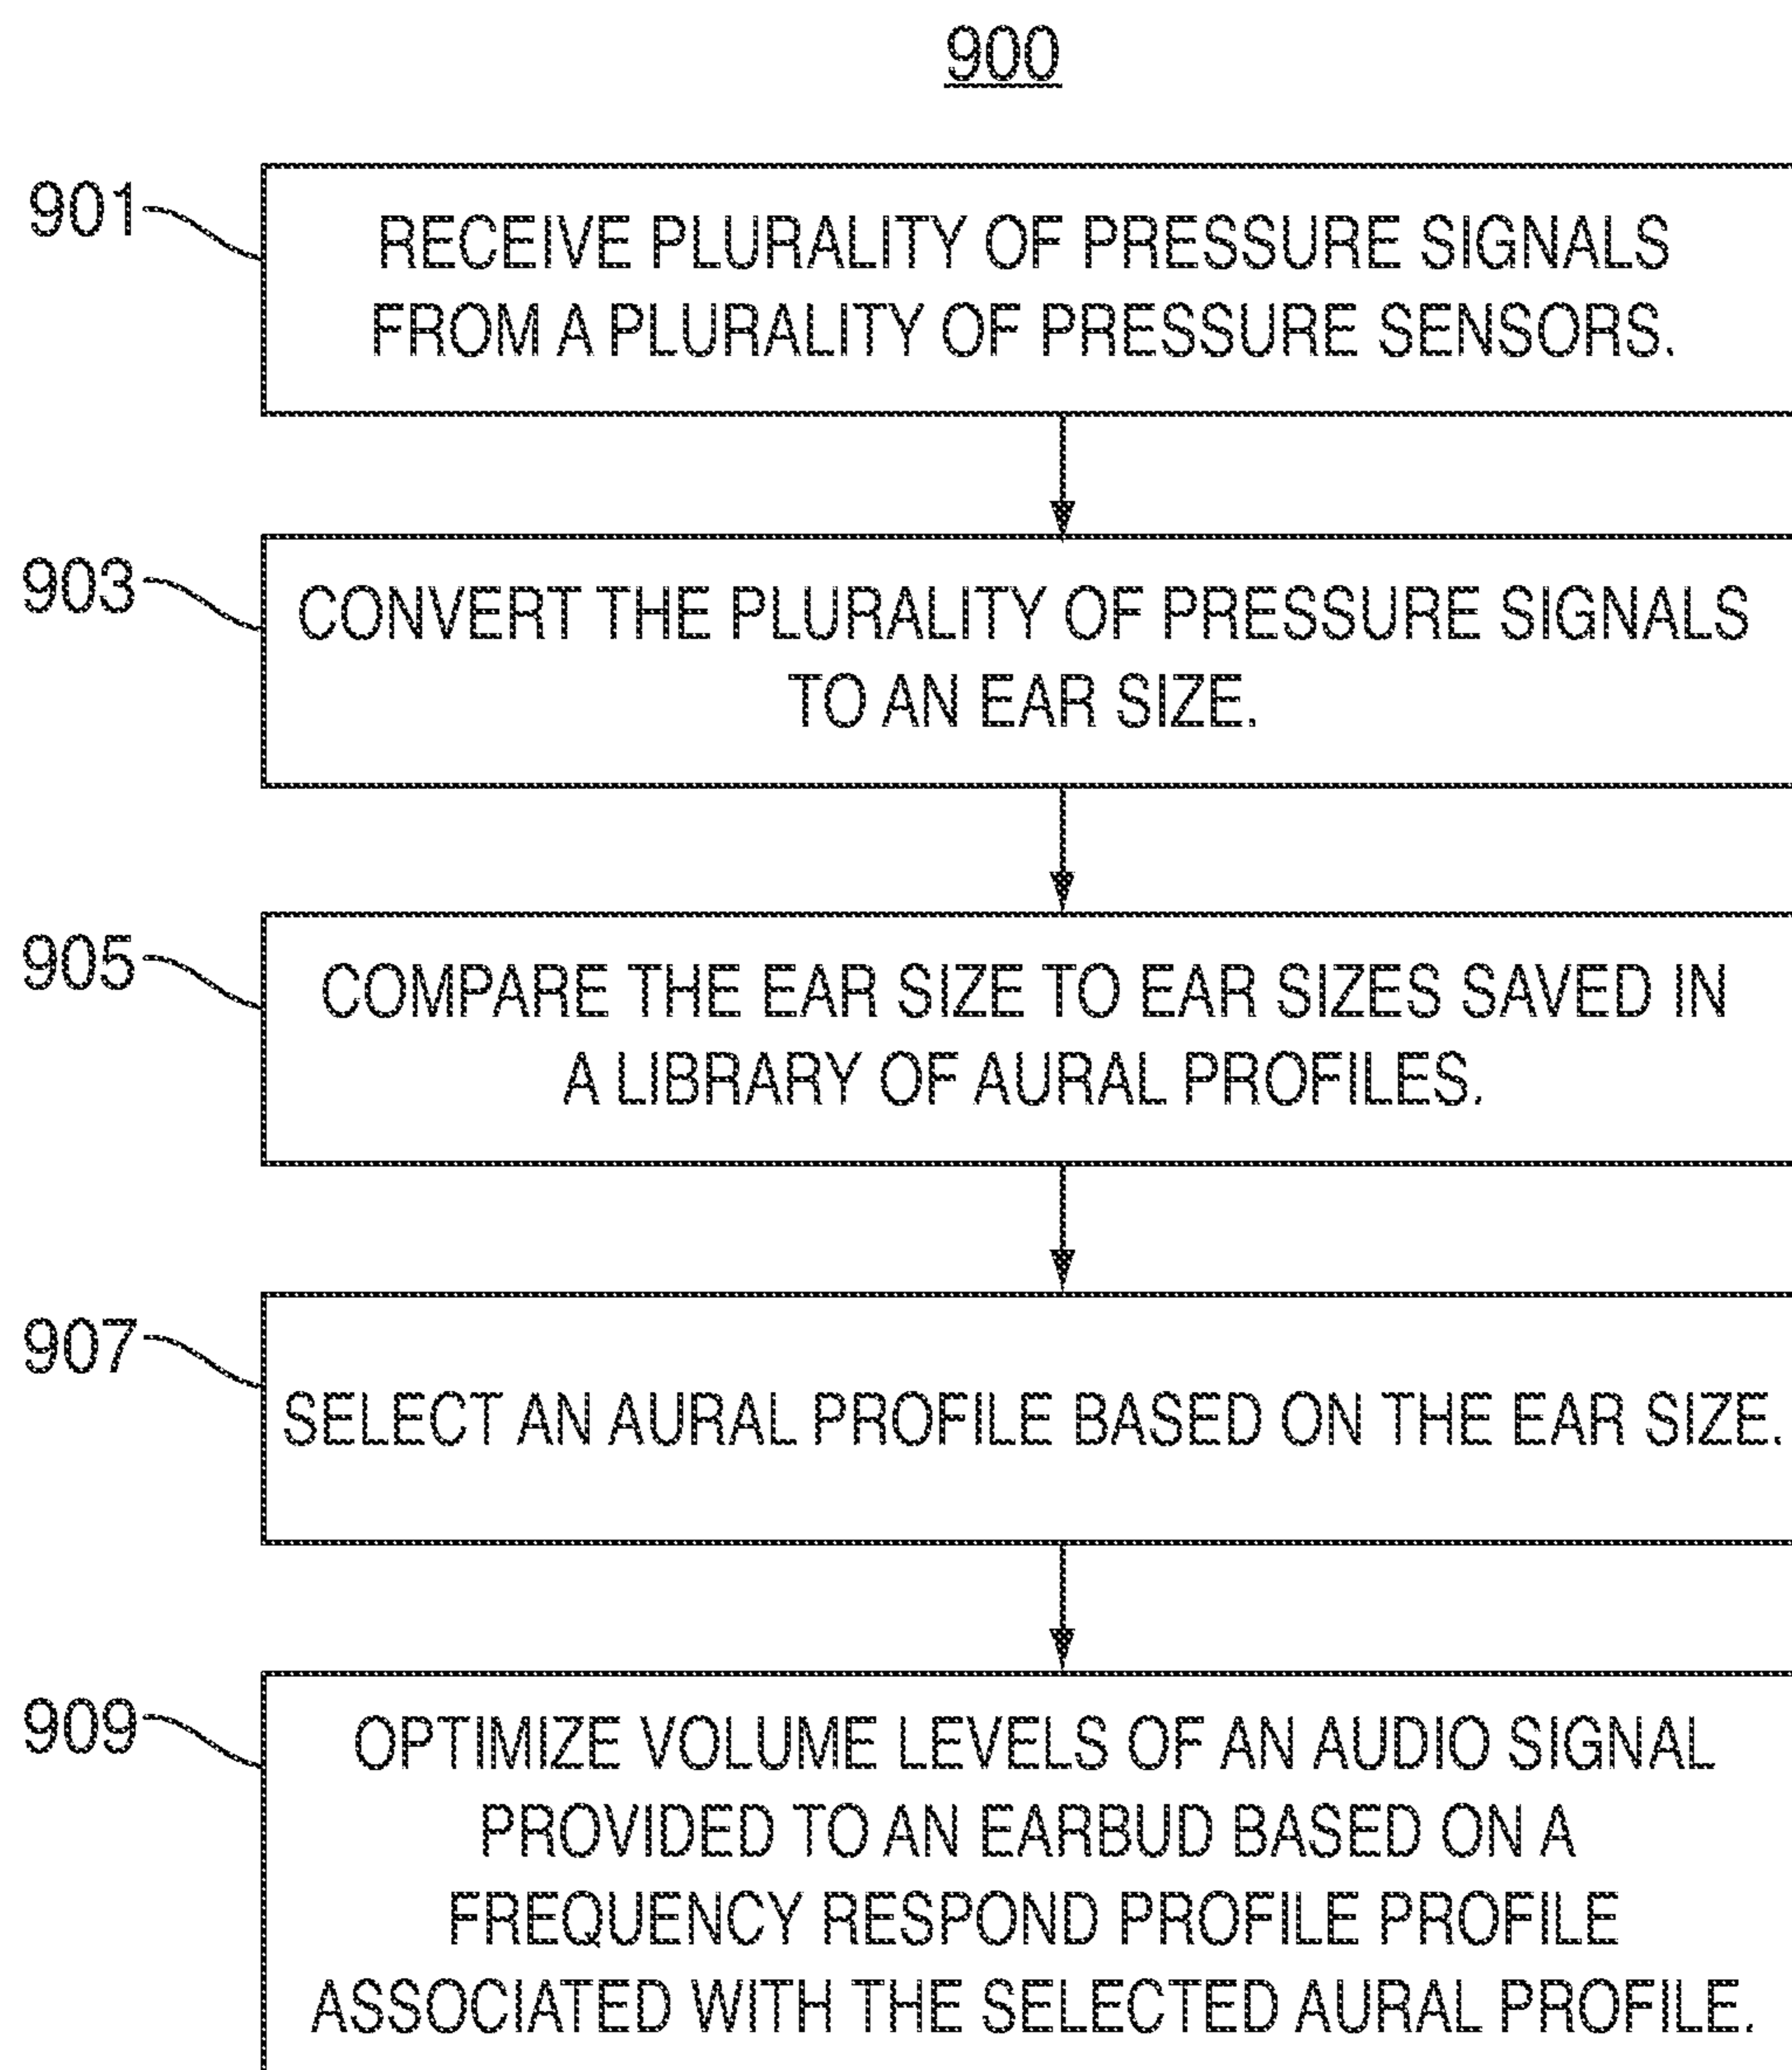 900
901
RECEIVE PLURALITY OF PRESSURE SIGNALS
FROM A PLURALITY OF PRESSURE SENSORS.
903
CONVERT THE PLURALITY OF PRESSURE SIGNALS
TO AN EAR SIZE.
905
COMPARE THE EAR SIZE TO EAR SIZES SAVED IN
A LIBRARY OF AURAL PROFILES.
907
SELECT AN AURAL PROFILE BASED ON THE EAR SIZE.
909
OPTIMIZE VOLUME LEVELS OF AN AUDIO SIGNAL
PROVIDED TO AN EARBUD BASED ON A
FREQUENCY RESPOND PROFILE PROFILE
ASSOCIATED WITH THE SELECTED AURAL PROFILE.